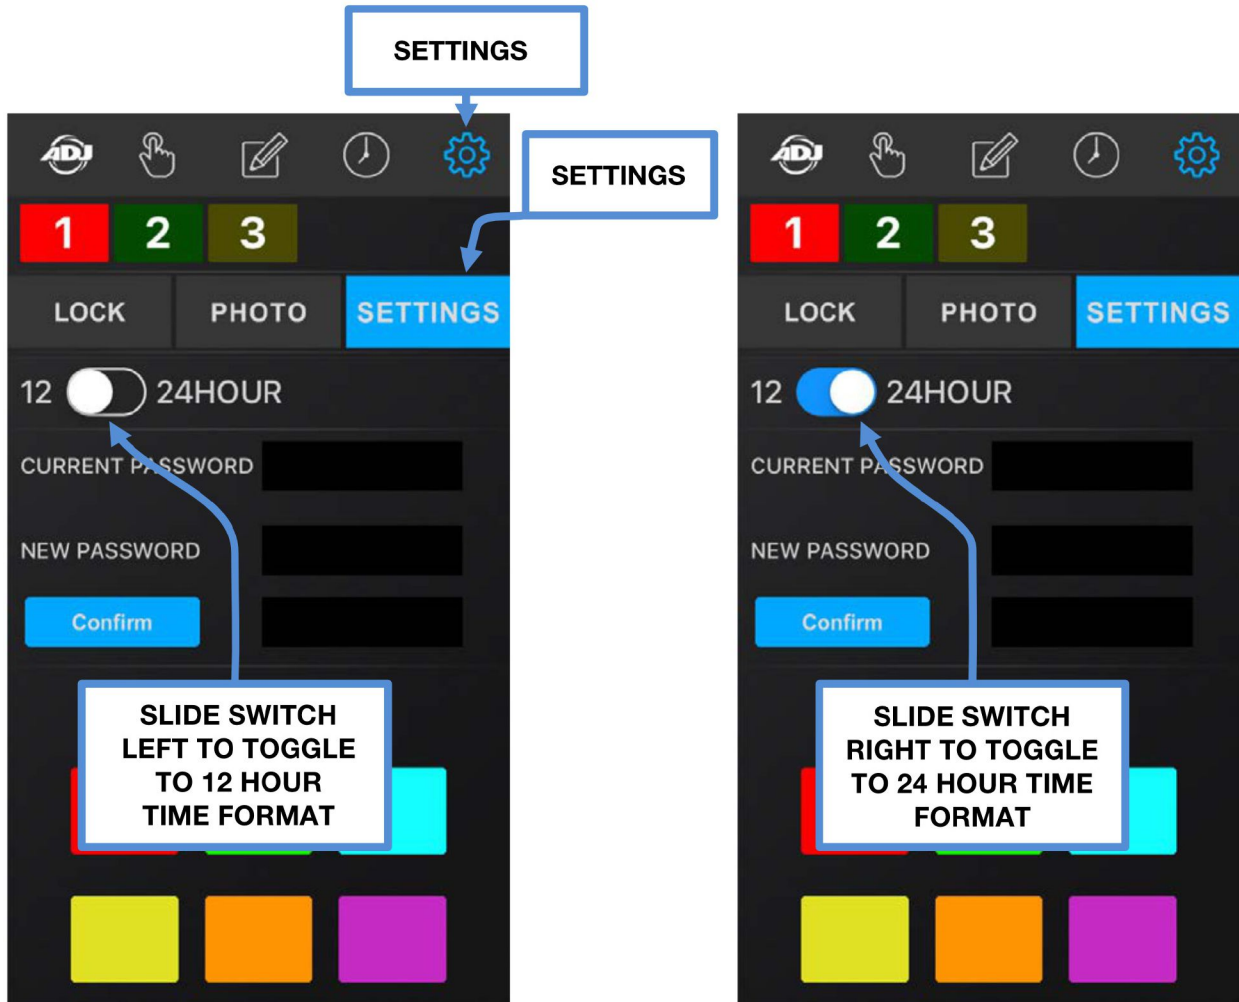 SETTINGS
ADJ
SETTINGS
1 2 3
LOCK PHOTO SETTINGS
12 24HOUR
CURRENT PASSWORD
NEW PASSWORD
Confirm
SLIDE SWITCH
LEFT TO TOGGLE
TO 12 HOUR
TIME FORMAT
ADJ
1 2 3
LOCK PHOTO SETTINGS
12 24HOUR
CURRENT PASSWORD
NEW PASSWORD
Confirm
SLIDE SWITCH
RIGHT TO TOGGLE
TO 24 HOUR TIME
FORMAT